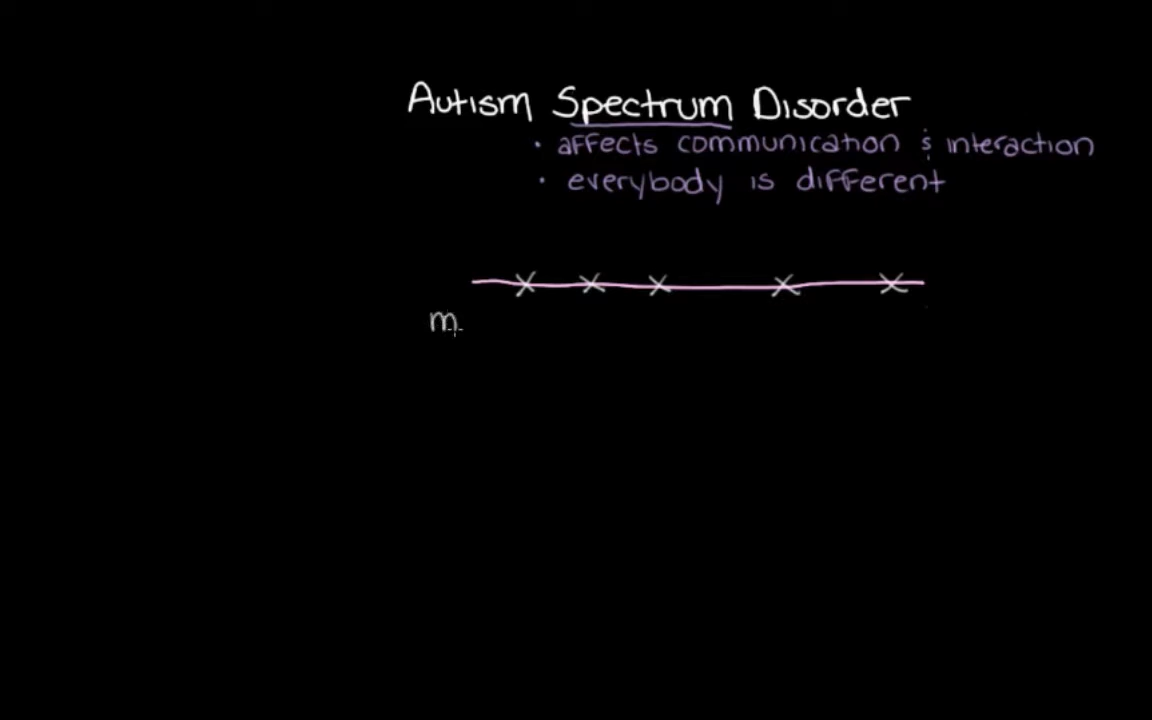 Autism Spectrum Disorder
· affects communication & interaction
· everybody is different
m